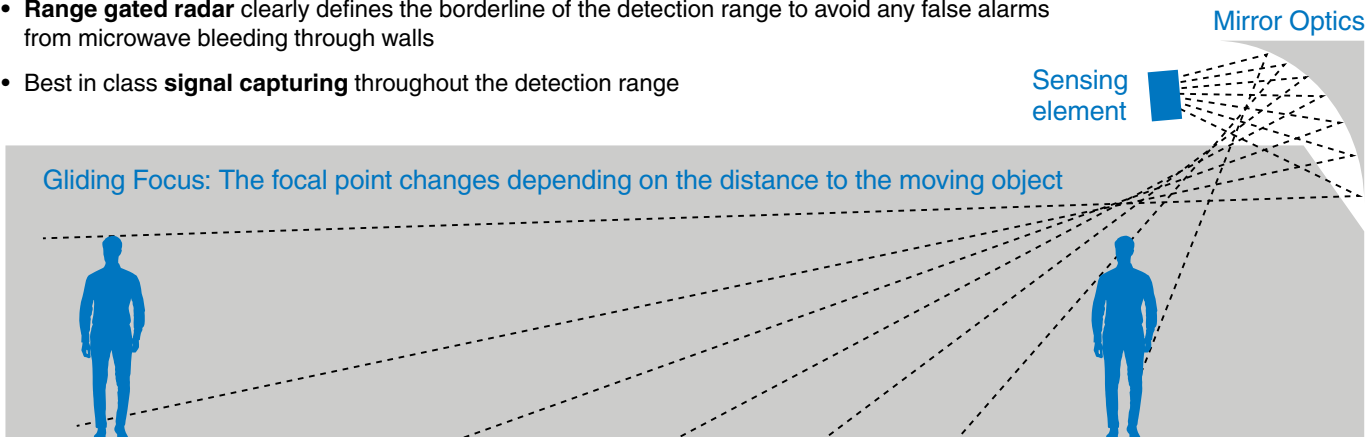 • Range gated radar clearly defines the borderline of the detection range to avoid any false alarms
from microwave bleeding through walls
• Best in class signal capturing throughout the detection range
Mirror Optics
Sensing
element
Gliding Focus: The focal point changes depending on the distance to the moving object